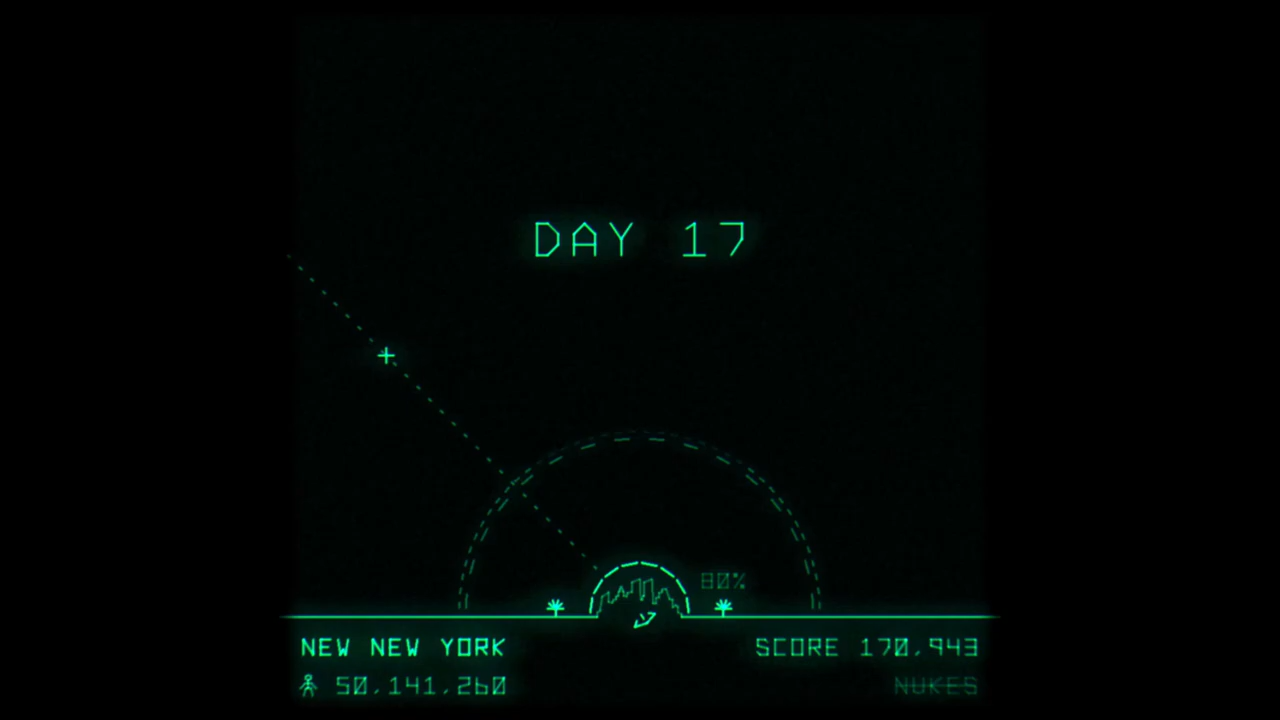 DAY 17
80%
NEW NEW YORK
SCORE 170,943
50,141,260
NUKES